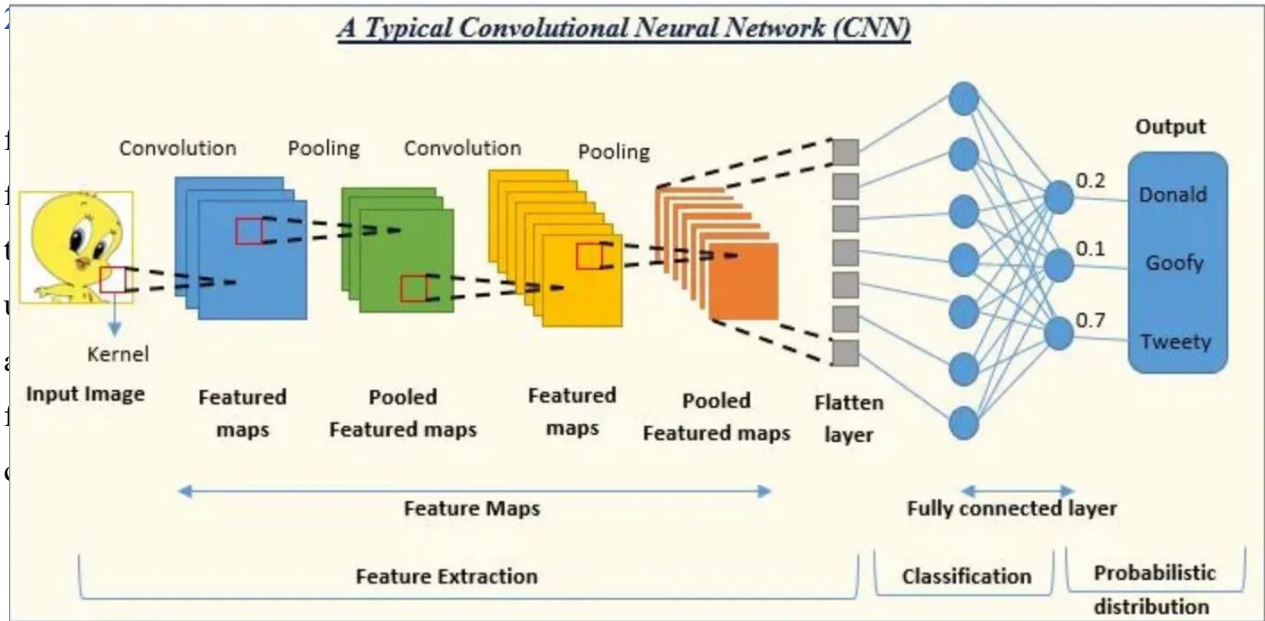 A Typical Convolutional Neural Network (CNN)
Convolution
Pooling
Convolution
Pooling
Output
0.2
Donald
0.1
Goofy
0.7
Tweety
Kernel
Input Image
Featured
maps
Pooled
Featured maps
Featured
maps
Pooled
Featured maps
Flatten
layer
Feature Maps
Fully connected layer
Feature Extraction
Classification
Probabilistic
distribution